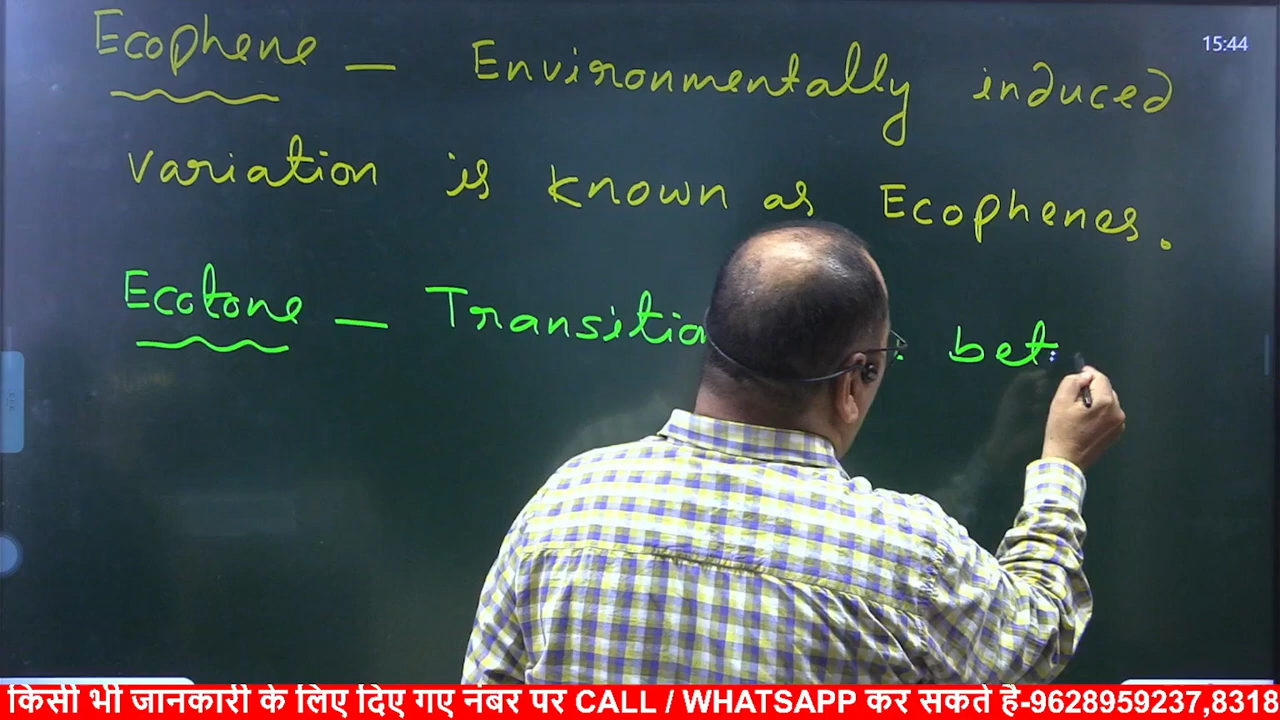 15:44
Ecophene — Environmentally induced
variation is known as Ecophenes.
Ecotone — bet
किसी भी जानकारी के लिए दिए गए नंबर पर CALL / WHATSAPP कर सकते है-9628959237,8318